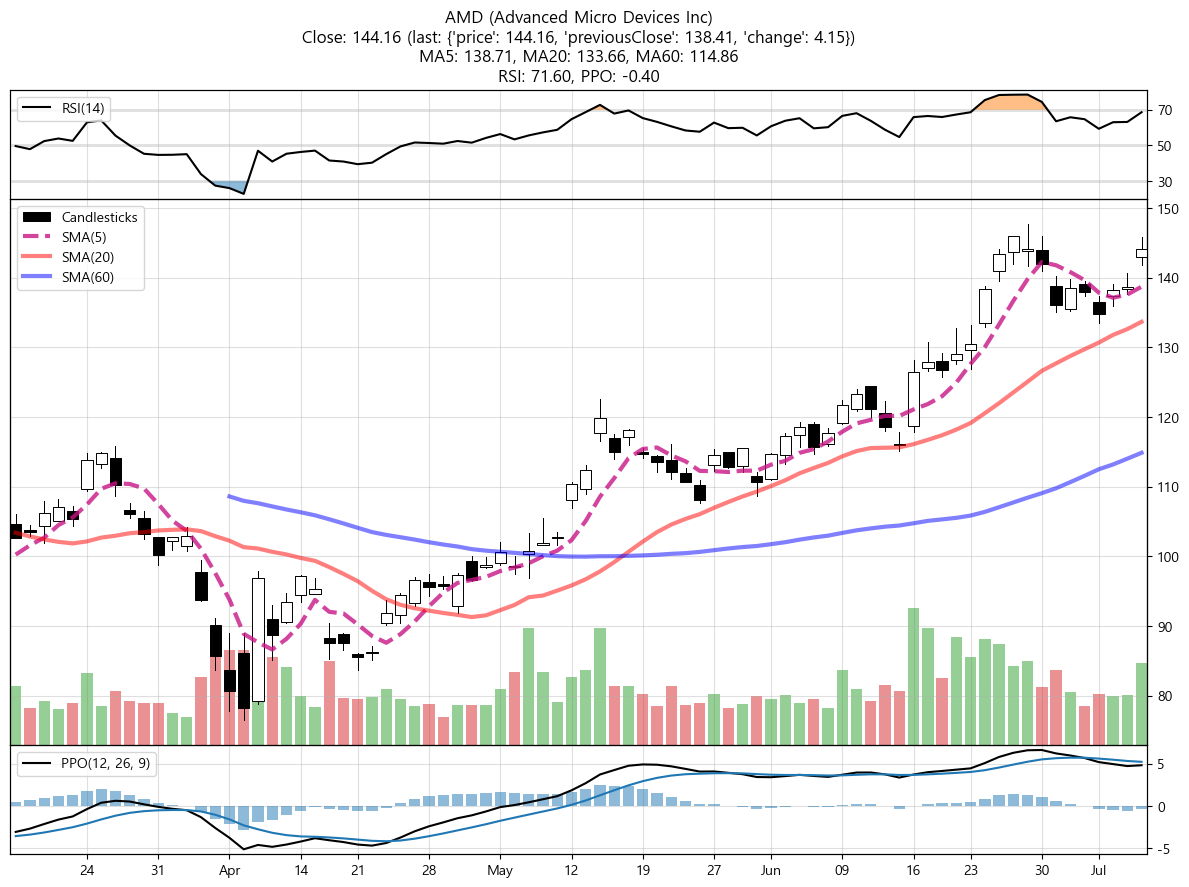 AMD (Advanced Micro Devices Inc)
Close: 144.16 (last: {'price': 144.16, 'previousClose': 138.41, 'change': 4.15})
MA5: 138.71, MA20: 133.66, MA60: 114.86
RSI: 71.60, PPO: -0.40
RSI(14)
70
50
30
Candlesticks
SMA(5)
SMA(20)
SMA(60)
150
140
130
120
110
100
90
80
PPO(12, 26, 9)
5
0
-5
24 31 Apr 14 21 28 May 12 19 27 Jun 09 16 23 30 Jul